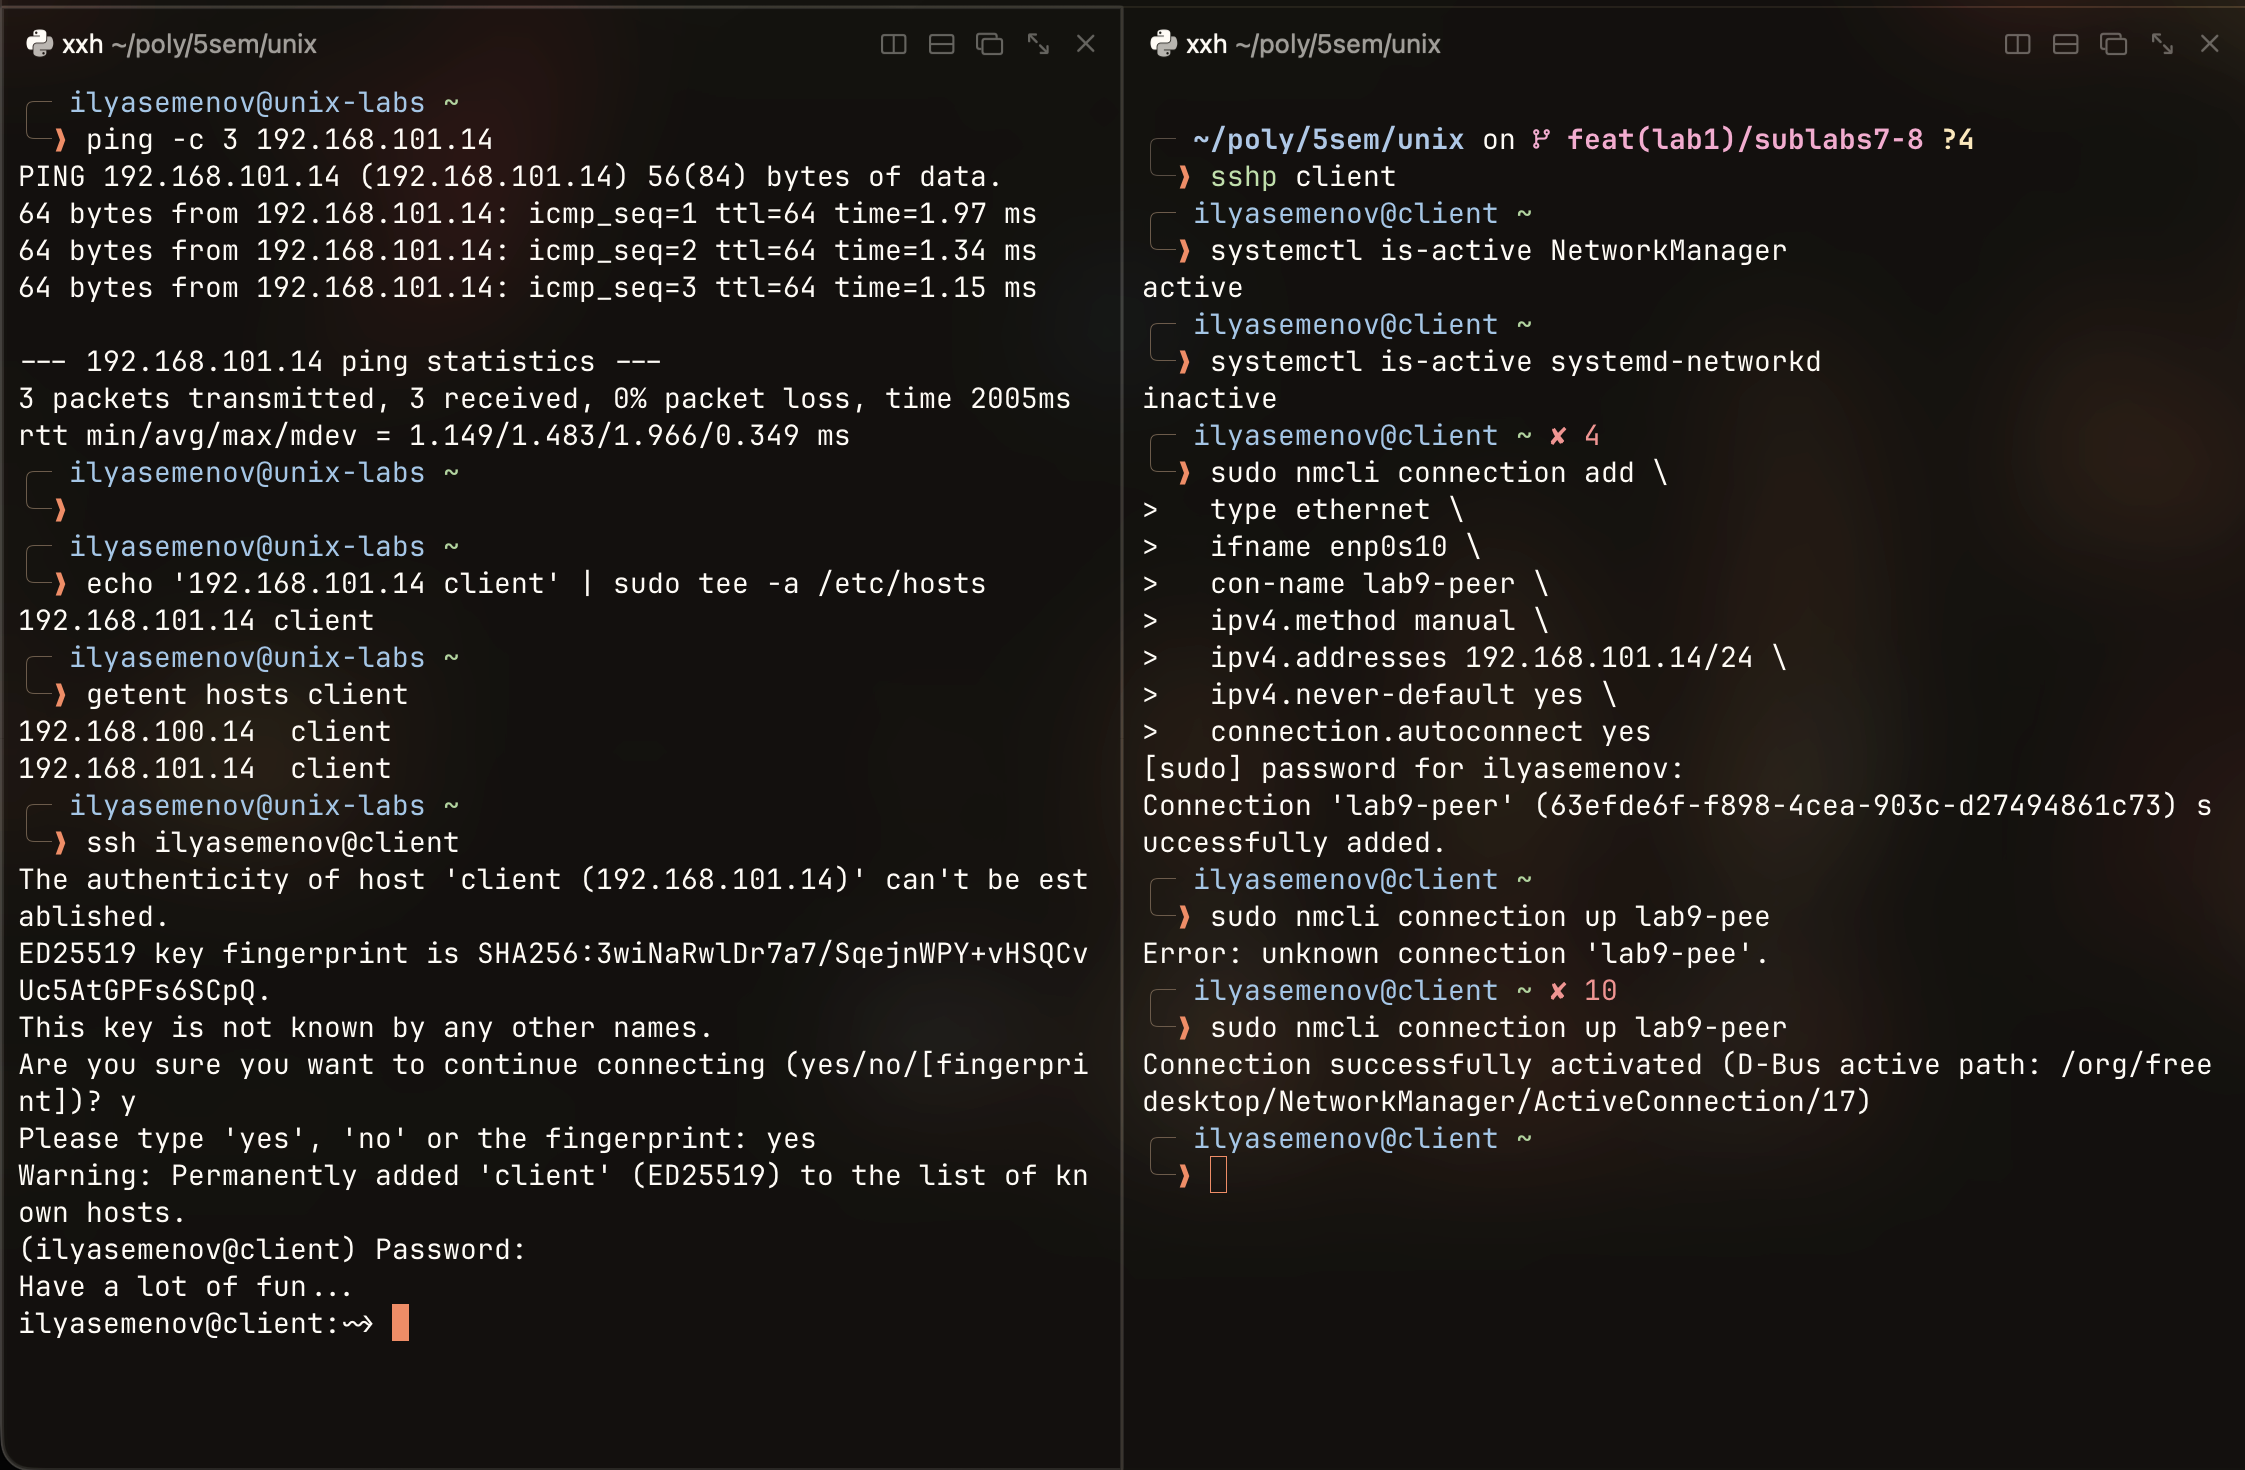 xxh ~/poly/5sem/unix
ilyasemenov@unix-labs ~
❱ ping -c 3 192.168.101.14
PING 192.168.101.14 (192.168.101.14) 56(84) bytes of data.
64 bytes from 192.168.101.14: icmp_seq=1 ttl=64 time=1.97 ms
64 bytes from 192.168.101.14: icmp_seq=2 ttl=64 time=1.34 ms
64 bytes from 192.168.101.14: icmp_seq=3 ttl=64 time=1.15 ms
--- 192.168.101.14 ping statistics ---
3 packets transmitted, 3 received, 0% packet loss, time 2005ms
rtt min/avg/max/mdev = 1.149/1.483/1.966/0.349 ms
ilyasemenov@unix-labs ~
❱
ilyasemenov@unix-labs ~
❱ echo '192.168.101.14 client' | sudo tee -a /etc/hosts
192.168.101.14 client
ilyasemenov@unix-labs ~
❱ getent hosts client
192.168.100.14  client
192.168.101.14  client
ilyasemenov@unix-labs ~
❱ ssh ilyasemenov@client
The authenticity of host 'client (192.168.101.14)' can't be est
ablished.
ED25519 key fingerprint is SHA256:3wiNaRwlDr7a7/SqejnWPY+vHSQCv
Uc5AtGPFs6SCpQ.
This key is not known by any other names.
Are you sure you want to continue connecting (yes/no/[fingerpri
nt])? y
Please type 'yes', 'no' or the fingerprint: yes
Warning: Permanently added 'client' (ED25519) to the list of kn
own hosts.
(ilyasemenov@client) Password:
Have a lot of fun...
ilyasemenov@client:~>
xxh ~/poly/5sem/unix
~/poly/5sem/unix on feat(lab1)/sublabs7-8 ?4
❱ sshp client
ilyasemenov@client ~
❱ systemctl is-active NetworkManager
active
ilyasemenov@client ~
❱ systemctl is-active systemd-networkd
inactive
ilyasemenov@client ~ ✘ 4
❱ sudo nmcli connection add \
>   type ethernet \
>   ifname enp0s10 \
>   con-name lab9-peer \
>   ipv4.method manual \
>   ipv4.addresses 192.168.101.14/24 \
>   ipv4.never-default yes \
>   connection.autoconnect yes
[sudo] password for ilyasemenov:
Connection 'lab9-peer' (63efde6f-f898-4cea-903c-d27494861c73) s
uccessfully added.
ilyasemenov@client ~
❱ sudo nmcli connection up lab9-pee
Error: unknown connection 'lab9-pee'.
ilyasemenov@client ~ ✘ 10
❱ sudo nmcli connection up lab9-peer
Connection successfully activated (D-Bus active path: /org/free
desktop/NetworkManager/ActiveConnection/17)
ilyasemenov@client ~
❱